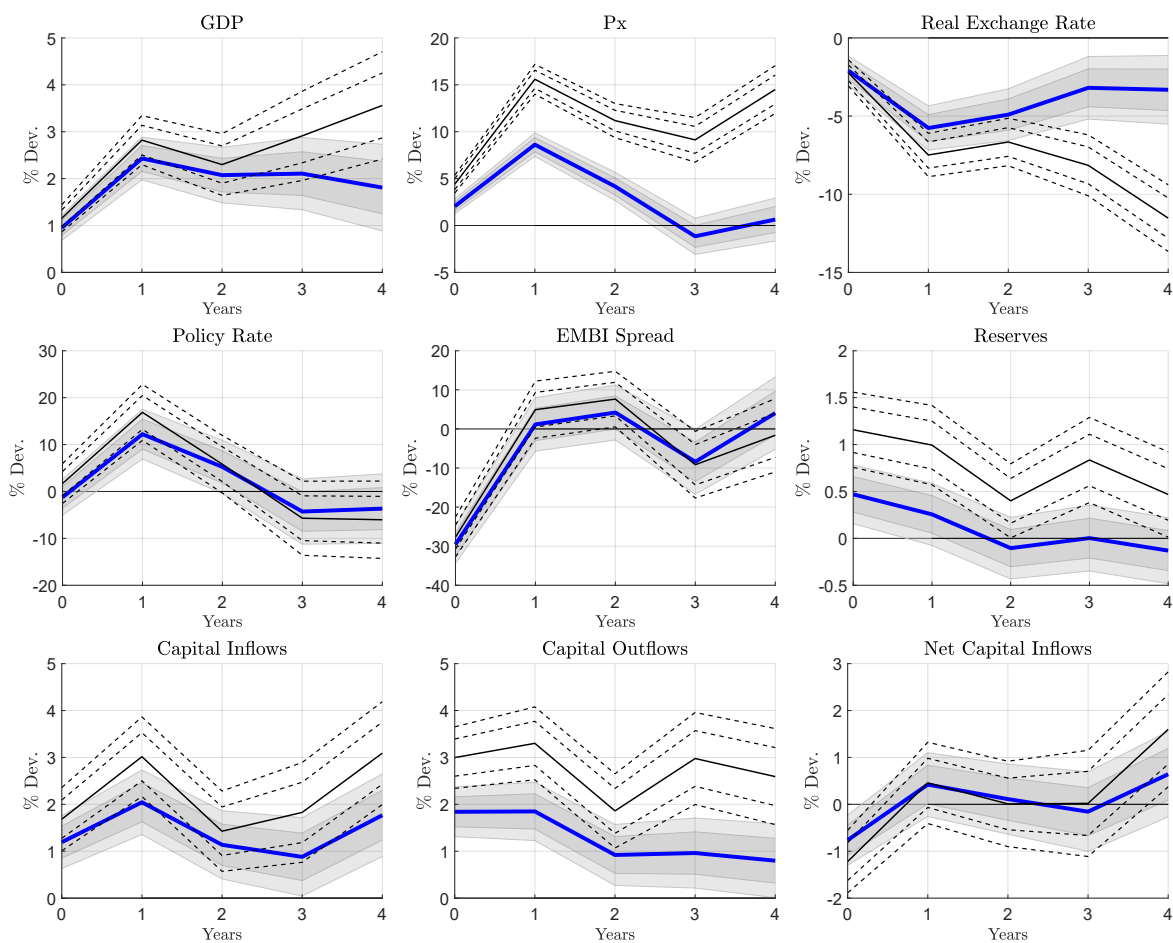 GDP
% Dev.
5
4
3
2
1
0
0 1 2 3 4
Years
Px
% Dev.
20
15
10
5
0
-5
0 1 2 3 4
Years
Real Exchange Rate
% Dev.
0
-5
-10
-15
0 1 2 3 4
Years
Policy Rate
% Dev.
30
20
10
0
-10
-20
0 1 2 3 4
Years
EMBI Spread
% Dev.
20
10
0
-10
-20
-30
-40
0 1 2 3 4
Years
Reserves
% Dev.
2
1.5
1
0.5
0
-0.5
0 1 2 3 4
Years
Capital Inflows
% Dev.
5
4
3
2
1
0
0 1 2 3 4
Years
Capital Outflows
% Dev.
5
4
3
2
1
0
0 1 2 3 4
Years
Net Capital Inflows
% Dev.
3
2
1
0
-1
-2
0 1 2 3 4
Years